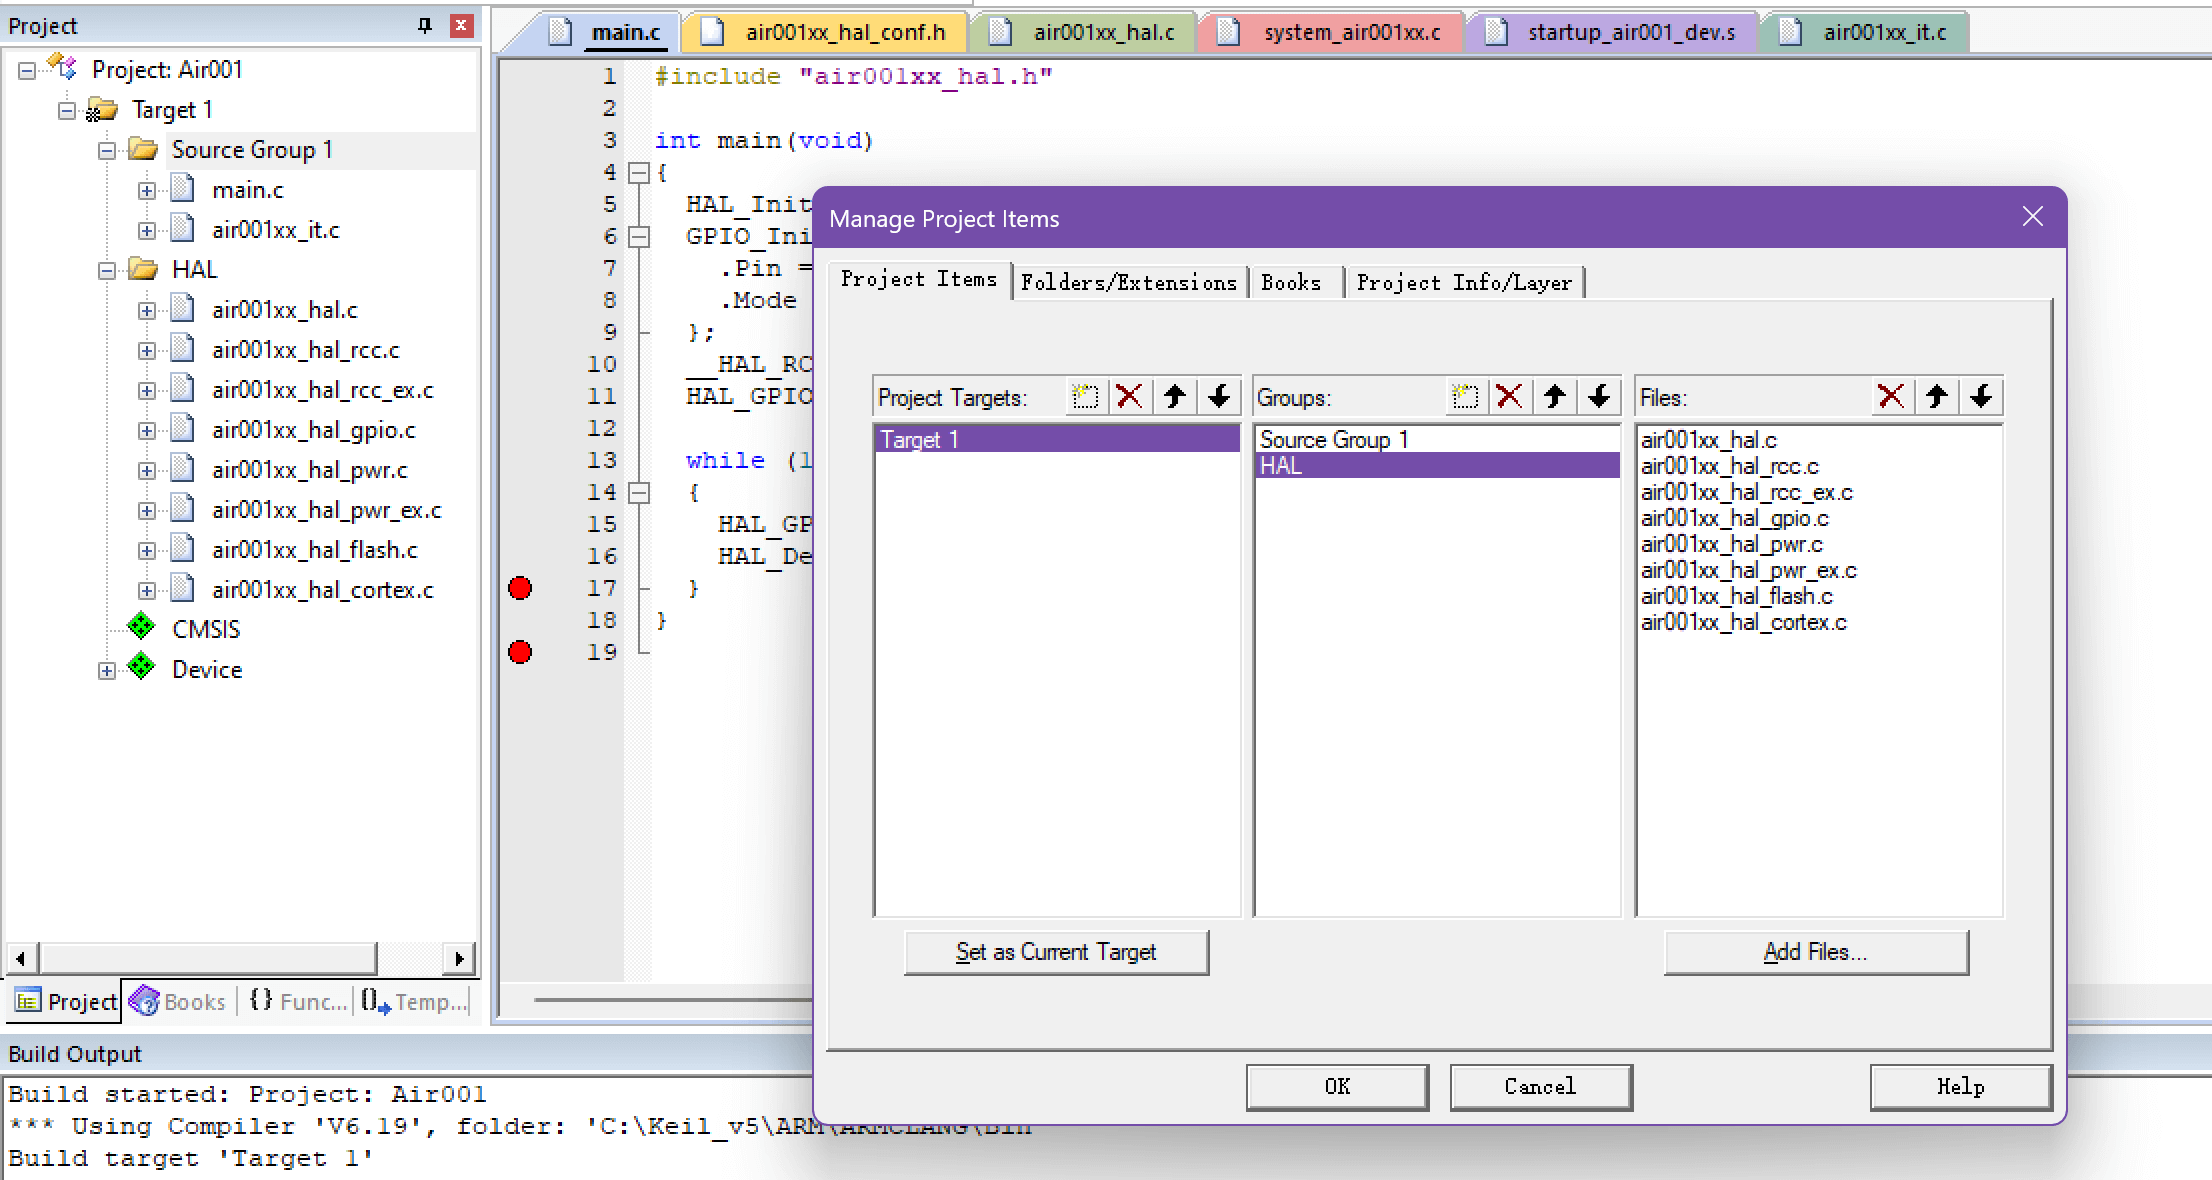 Project
Project: Air001
Target 1
Source Group 1
main.c
air001xx_it.c
HAL
air001xx_hal.c
air001xx_hal_rcc.c
air001xx_hal_rcc_ex.c
air001xx_hal_gpio.c
air001xx_hal_pwr.c
air001xx_hal_pwr_ex.c
air001xx_hal_flash.c
air001xx_hal_cortex.c
CMSIS
Device
Project Books {} Func... Temp...
main.c air001xx_hal_conf.h air001xx_hal.c system_air001xx.c startup_air001_dev.s air001xx_it.c
1 #include "air001xx_hal.h"
2
3 int main(void)
4 {
5 HAL_Init
6 GPIO_Ini
7 .Pin =
8 .Mode
9 };
10 __HAL_RC
11 HAL_GPIO
12
13 while (1
14 {
15 HAL_GP
16 HAL_De
17 }
18 }
19
Manage Project Items
Project Items Folders/Extensions Books Project Info/Layer
Project Targets:
Target 1
Set as Current Target
Groups:
Source Group 1
HAL
Files:
air001xx_hal.c
air001xx_hal_rcc.c
air001xx_hal_rcc_ex.c
air001xx_hal_gpio.c
air001xx_hal_pwr.c
air001xx_hal_pwr_ex.c
air001xx_hal_flash.c
air001xx_hal_cortex.c
Add Files...
OK Cancel Help
Build Output
Build started: Project: Air001
*** Using Compiler 'V6.19', folder: 'C:\Keil_v5\ARM\ARMCLANG\Bin
Build target 'Target 1'